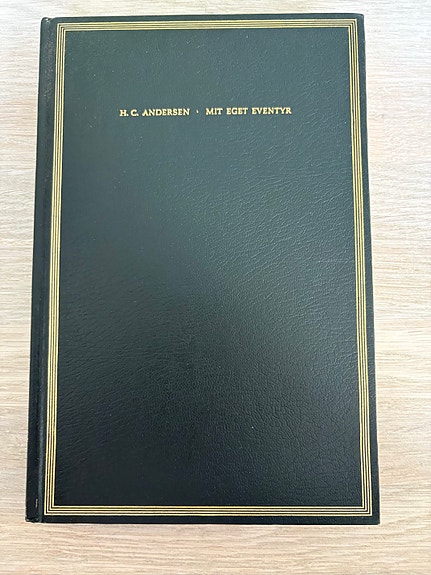 H. C. ANDERSEN · MIT EGET EVENTYR